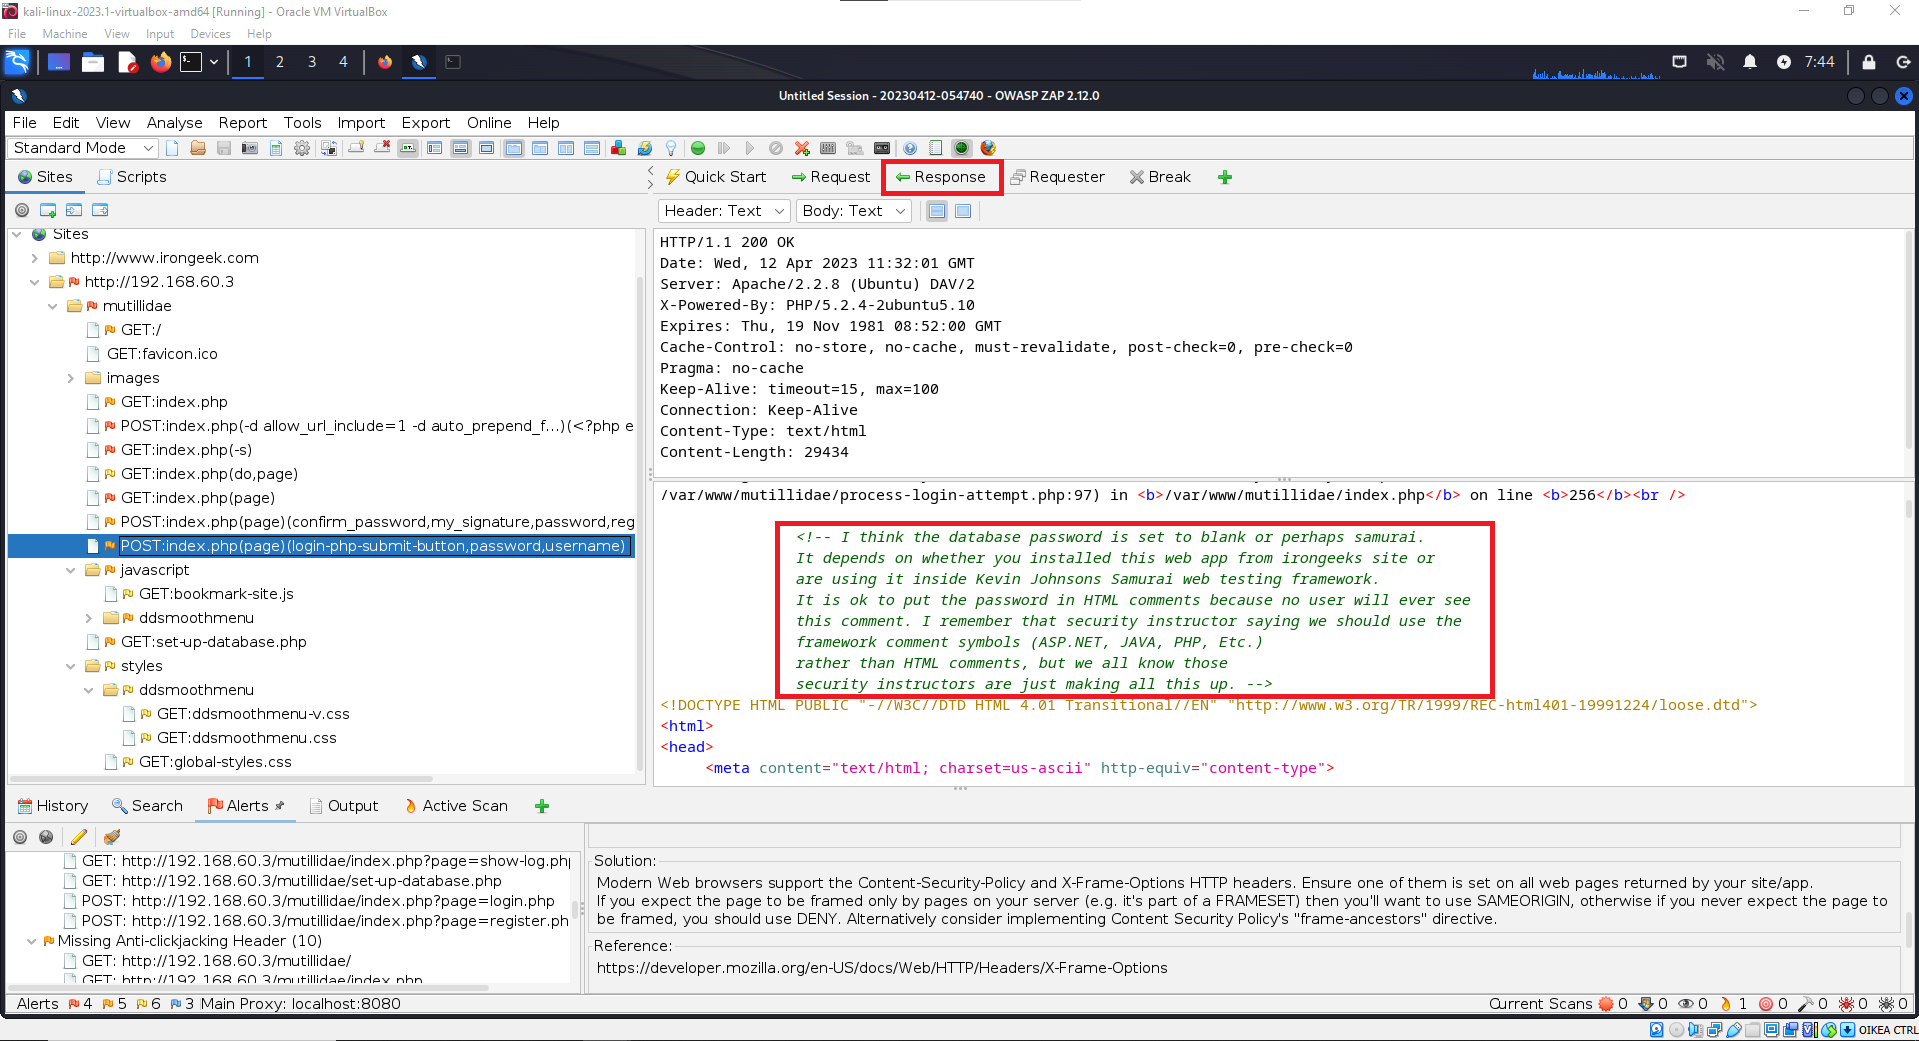 kali-linux-2023.1-virtualbox-amd64 [Running] - Oracle VM VirtualBox
File Machine View Input Devices Help
1 2 3 4 7:44
Untitled Session - 20230412-054740 - OWASP ZAP 2.12.0
File Edit View Analyse Report Tools Import Export Online Help
Standard Mode
Sites Scripts
Quick Start Request Response Requester Break
Header: Text Body: Text
Sites
http://www.irongeek.com
http://192.168.60.3
mutillidae
GET:/
GET:favicon.ico
images
GET:index.php
POST:index.php(-d allow_url_include=1 -d auto_prepend_f...)(<?php e
GET:index.php(-s)
GET:index.php(do,page)
GET:index.php(page)
POST:index.php(page)(confirm_password,my_signature,password,reg
POST:index.php(page)(login-php-submit-button,password,username)
javascript
GET:bookmark-site.js
ddsmoothmenu
GET:set-up-database.php
styles
ddsmoothmenu
GET:ddsmoothmenu-v.css
GET:ddsmoothmenu.css
GET:global-styles.css
HTTP/1.1 200 OK
Date: Wed, 12 Apr 2023 11:32:01 GMT
Server: Apache/2.2.8 (Ubuntu) DAV/2
X-Powered-By: PHP/5.2.4-2ubuntu5.10
Expires: Thu, 19 Nov 1981 08:52:00 GMT
Cache-Control: no-store, no-cache, must-revalidate, post-check=0, pre-check=0
Pragma: no-cache
Keep-Alive: timeout=15, max=100
Connection: Keep-Alive
Content-Type: text/html
Content-Length: 29434
/var/www/mutillidae/process-login-attempt.php:97) in <b>/var/www/mutillidae/index.php</b> on line <b>256</b><br />
<!-- I think the database password is set to blank or perhaps samurai.
It depends on whether you installed this web app from irongeeks site or
are using it inside Kevin Johnsons Samurai web testing framework.
It is ok to put the password in HTML comments because no user will ever see
this comment. I remember that security instructor saying we should use the
framework comment symbols (ASP.NET, JAVA, PHP, Etc.)
rather than HTML comments, but we all know those
security instructors are just making all this up. -->
<!DOCTYPE HTML PUBLIC "-//W3C//DTD HTML 4.01 Transitional//EN" "http://www.w3.org/TR/1999/REC-html401-19991224/loose.dtd">
<html>
<head>
<meta content="text/html; charset=us-ascii" http-equiv="content-type">
History Search Alerts Output Active Scan
GET: http://192.168.60.3/mutillidae/index.php?page=show-log.php
GET: http://192.168.60.3/mutillidae/set-up-database.php
POST: http://192.168.60.3/mutillidae/index.php?page=login.php
POST: http://192.168.60.3/mutillidae/index.php?page=register.ph
Missing Anti-clickjacking Header (10)
GET: http://192.168.60.3/mutillidae/
GET: http://192.168.60.3/mutillidae/index.php
Solution:
Modern Web browsers support the Content-Security-Policy and X-Frame-Options HTTP headers. Ensure one of them is set on all web pages returned by your site/app.
If you expect the page to be framed only by pages on your server (e.g. it's part of a FRAMESET) then you'll want to use SAMEORIGIN, otherwise if you never expect the page to
be framed, you should use DENY. Alternatively consider implementing Content Security Policy's "frame-ancestors" directive.
Reference:
https://developer.mozilla.org/en-US/docs/Web/HTTP/Headers/X-Frame-Options
Alerts 4 5 6 3 Main Proxy: localhost:8080 Current Scans 0 0 0 1 0 0 0 0
OIKEA CTRL